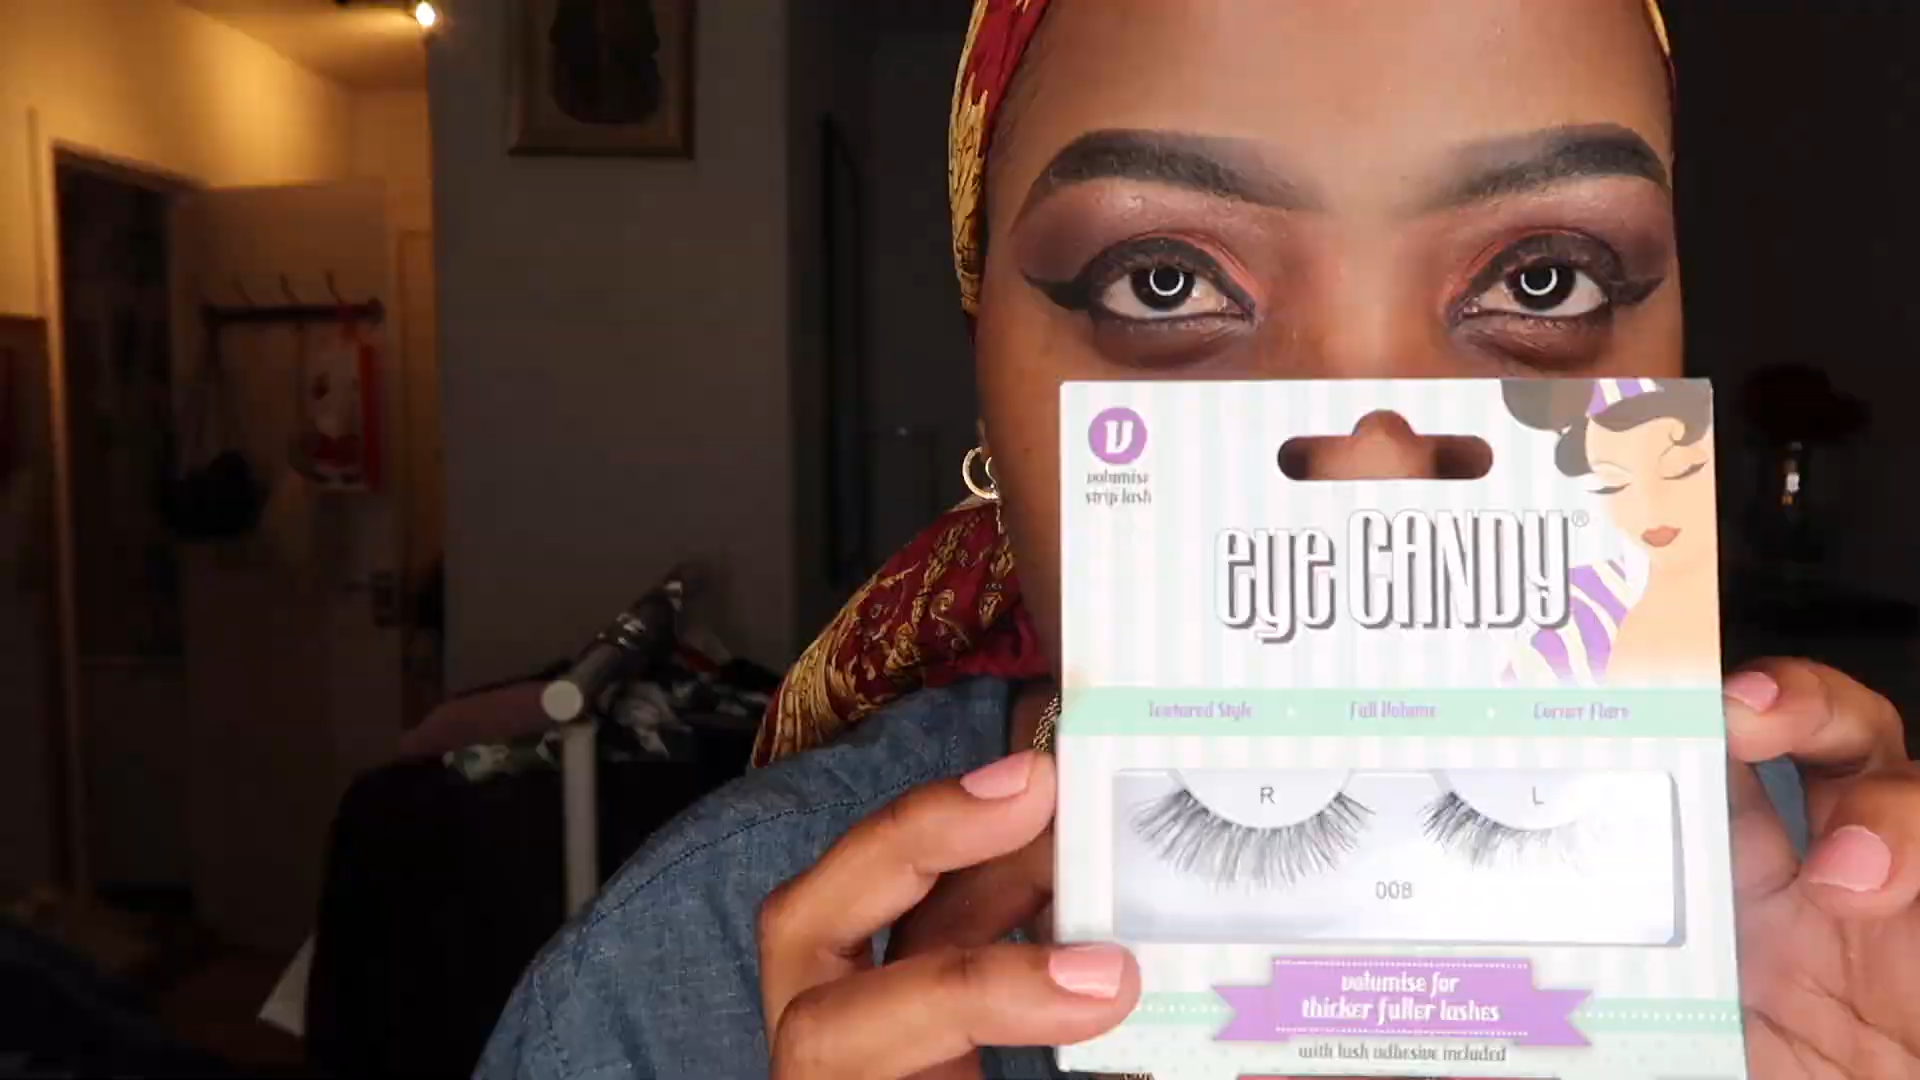 V
volumise
strip lash
eye CANDY®
Textured Style • Full Volume • Corner Flare
R L
008
volumise for
thicker fuller lashes
with lash adhesive included